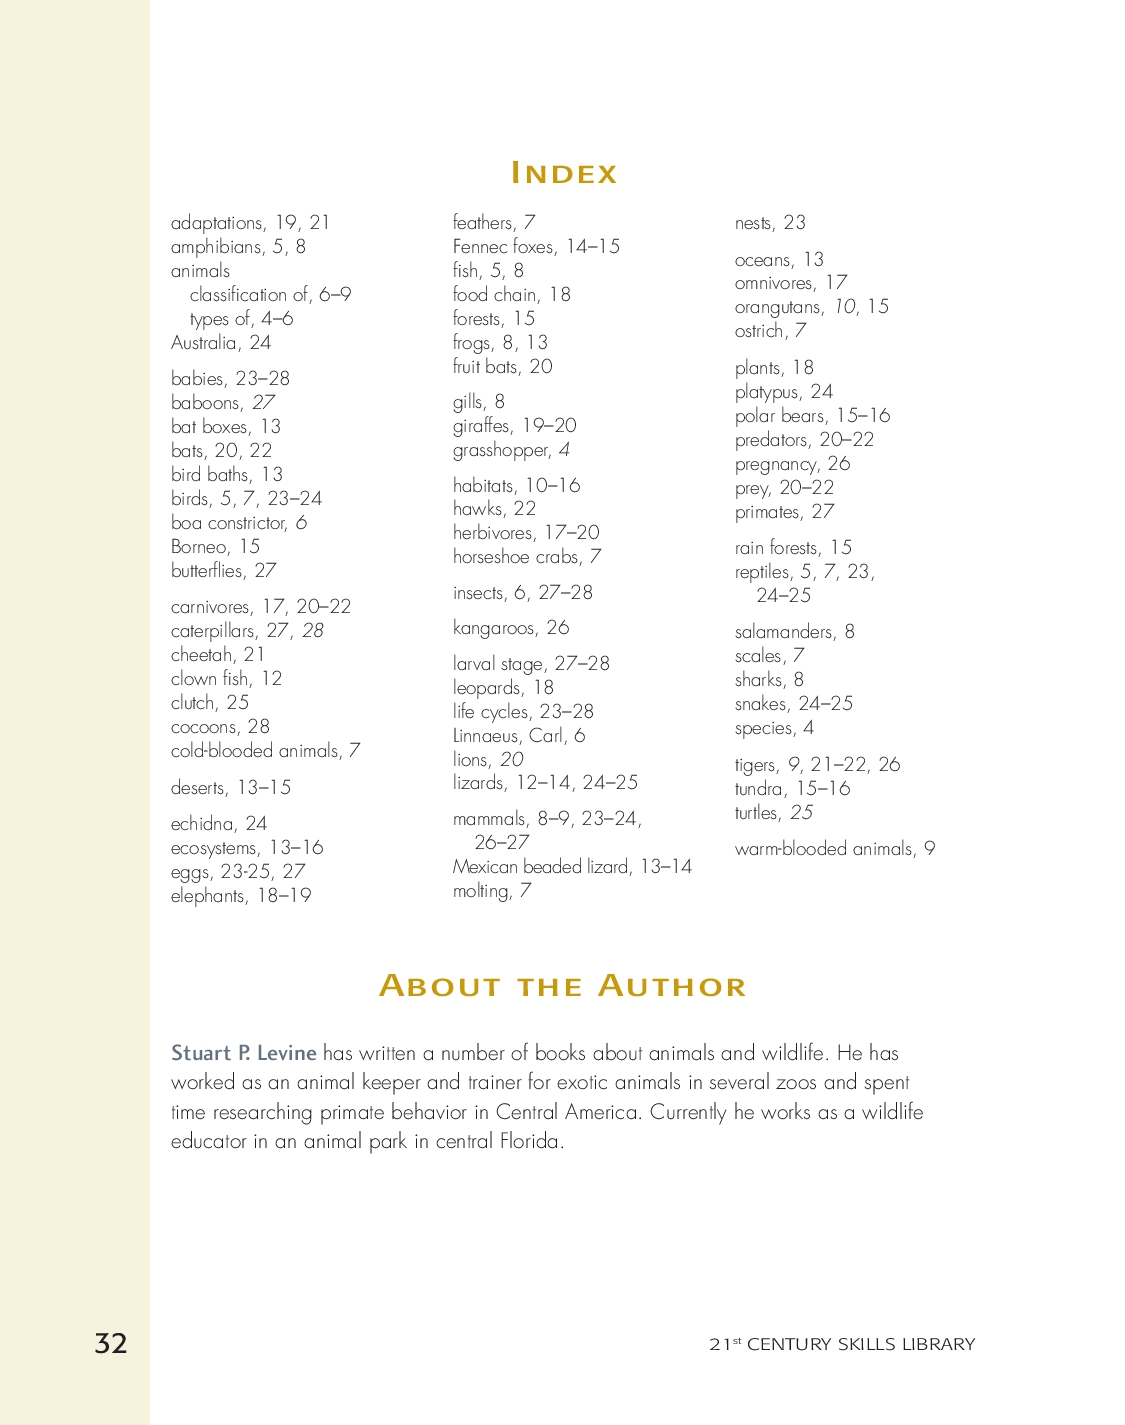 INDEX
adaptations, 19, 21
amphibians, 5, 8
animals
classification of, 6–9
types of, 4–6
Australia, 24
babies, 23–28
baboons, 27
bat boxes, 13
bats, 20, 22
bird baths, 13
birds, 5, 7, 23–24
boa constrictor, 6
Borneo, 15
butterflies, 27
carnivores, 17, 20–22
caterpillars, 27, 28
cheetah, 21
clown fish, 12
clutch, 25
cocoons, 28
cold-blooded animals, 7
deserts, 13–15
echidna, 24
ecosystems, 13–16
eggs, 23-25, 27
elephants, 18–19
feathers, 7
Fennec foxes, 14–15
fish, 5, 8
food chain, 18
forests, 15
frogs, 8, 13
fruit bats, 20
gills, 8
giraffes, 19–20
grasshopper, 4
habitats, 10–16
hawks, 22
herbivores, 17–20
horseshoe crabs, 7
insects, 6, 27–28
kangaroos, 26
larval stage, 27–28
leopards, 18
life cycles, 23–28
Linnaeus, Carl, 6
lions, 20
lizards, 12–14, 24–25
mammals, 8–9, 23–24,
26–27
Mexican beaded lizard, 13–14
molting, 7
nests, 23
oceans, 13
omnivores, 17
orangutans, 10, 15
ostrich, 7
plants, 18
platypus, 24
polar bears, 15–16
predators, 20–22
pregnancy, 26
prey, 20–22
primates, 27
rain forests, 15
reptiles, 5, 7, 23,
24–25
salamanders, 8
scales, 7
sharks, 8
snakes, 24–25
species, 4
tigers, 9, 21–22, 26
tundra, 15–16
turtles, 25
warm-blooded animals, 9
ABOUT THE AUTHOR
Stuart P. Levine has written a number of books about animals and wildlife. He has
worked as an animal keeper and trainer for exotic animals in several zoos and spent
time researching primate behavior in Central America. Currently he works as a wildlife
educator in an animal park in central Florida.
32
21st CENTURY SKILLS LIBRARY